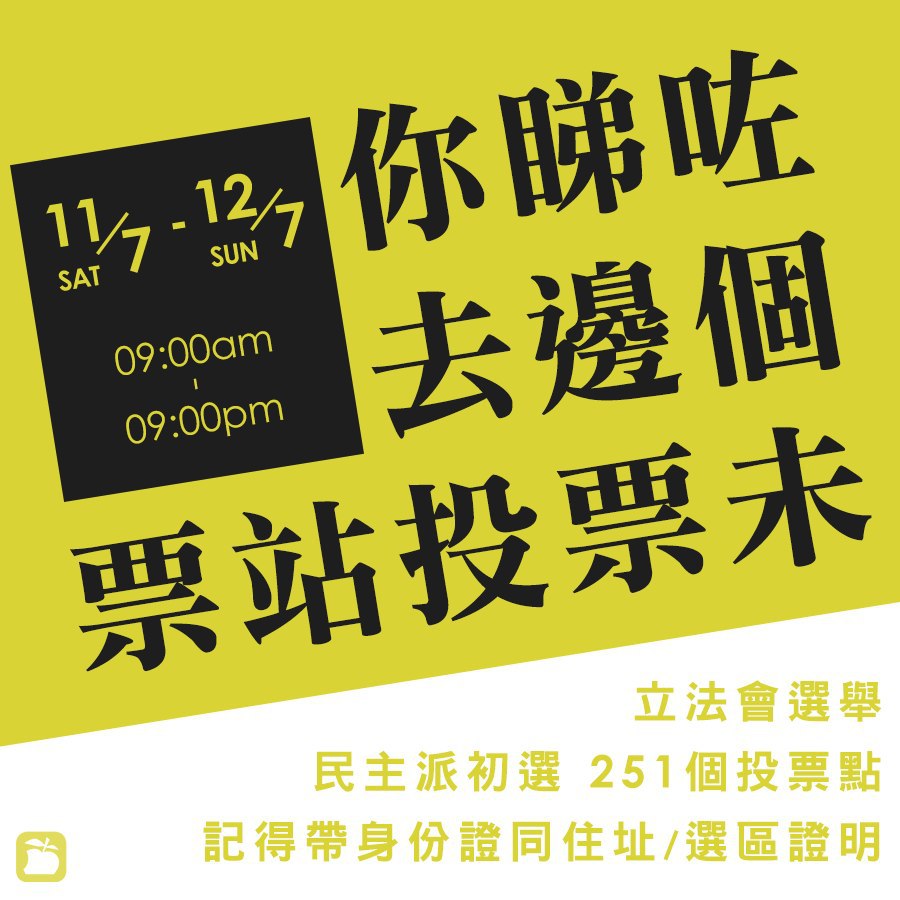 11/7 - 12/7
SAT SUN
09:00am
-
09:00pm
你睇咗
去邊個
票站投票未
立法會選舉
民主派初選 251個投票點
記得帶身份證同住址/選區證明